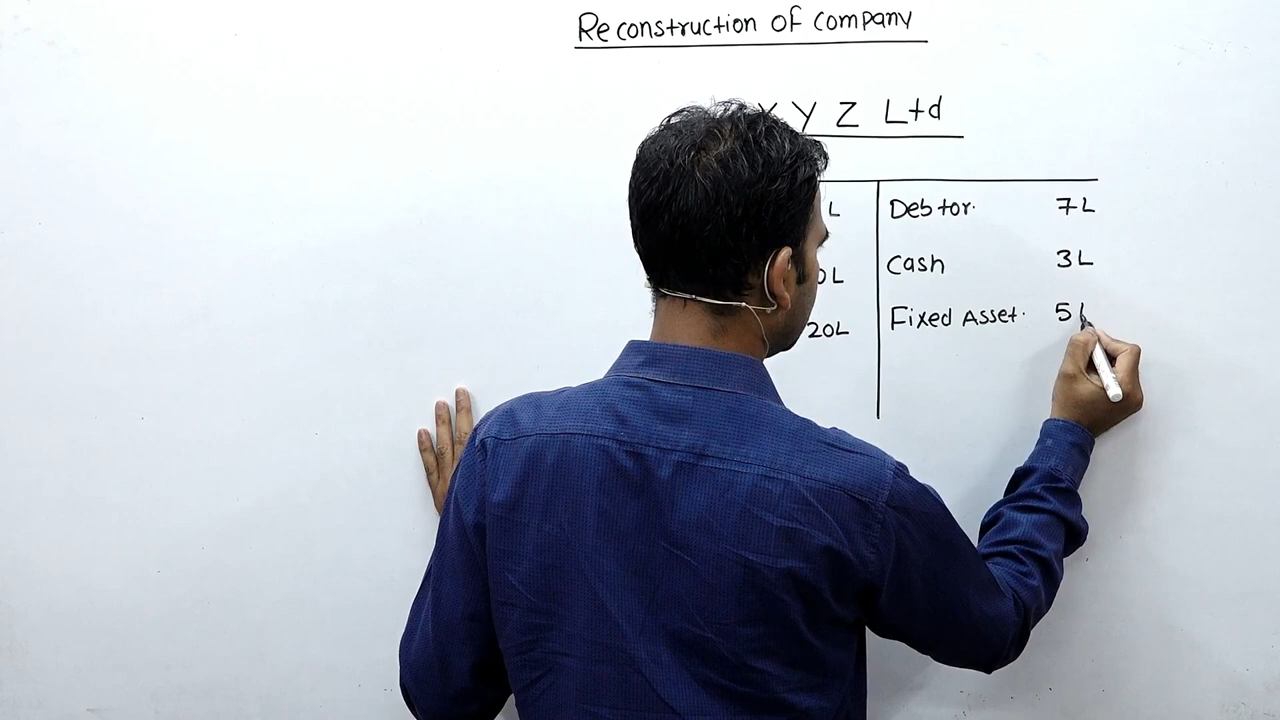 Reconstruction of company
X Y Z Ltd
L Debtor. 7L
0L Cash 3L
20L Fixed Asset. 5L